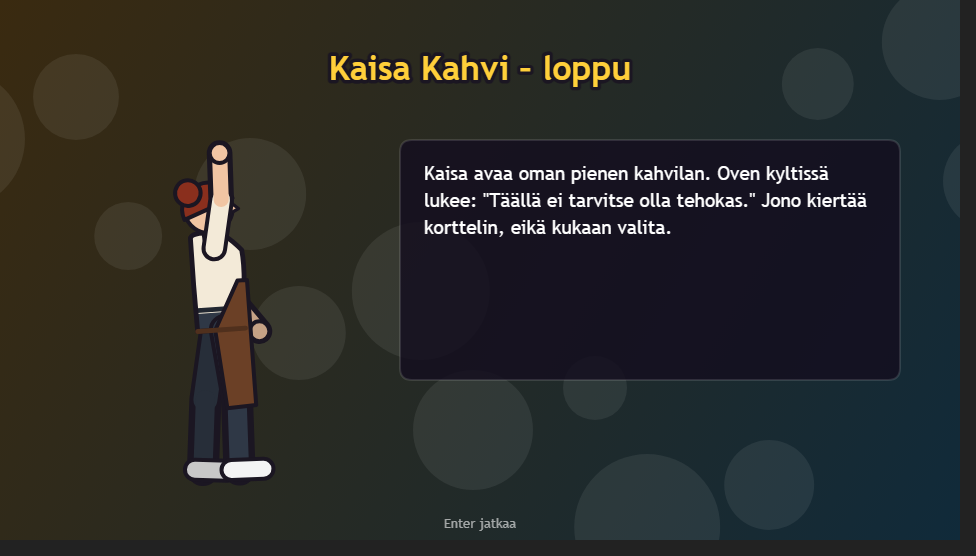 Kaisa Kahvi – loppu
Kaisa avaa oman pienen kahvilan. Oven kyltissä
lukee: "Täällä ei tarvitse olla tehokas." Jono kiertää
korttelin, eikä kukaan valita.
Enter jatkaa